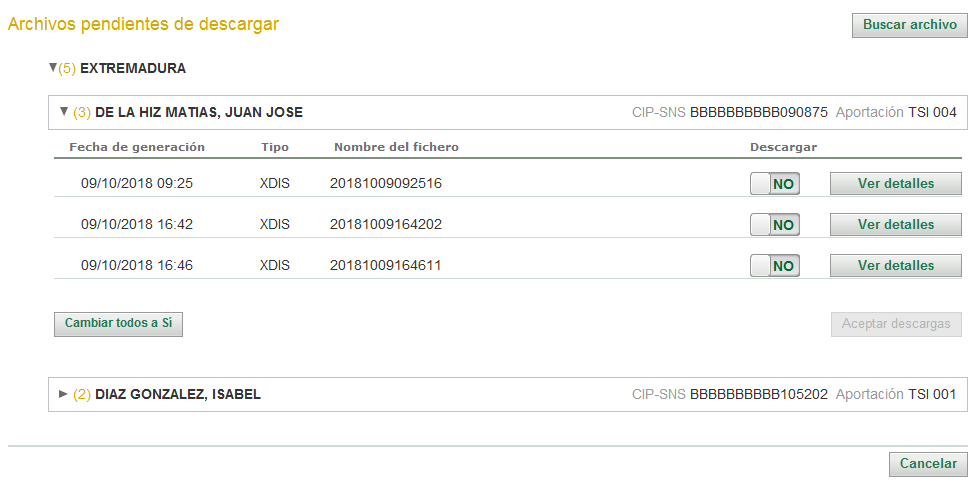 Archivos pendientes de descargar
Buscar archivo
(5) EXTREMADURA
(3) DE LA HIZ MATIAS, JUAN JOSE CIP-SNS BBBBBBBBBB090875 Aportación TSI 004
Fecha de generación Tipo Nombre del fichero Descargar
09/10/2018 09:25 XDIS 20181009092516 NO Ver detalles
09/10/2018 16:42 XDIS 20181009164202 NO Ver detalles
09/10/2018 16:46 XDIS 20181009164611 NO Ver detalles
Cambiar todos a Sí Aceptar descargas
(2) DIAZ GONZALEZ, ISABEL CIP-SNS BBBBBBBBBB105202 Aportación TSI 001
Cancelar